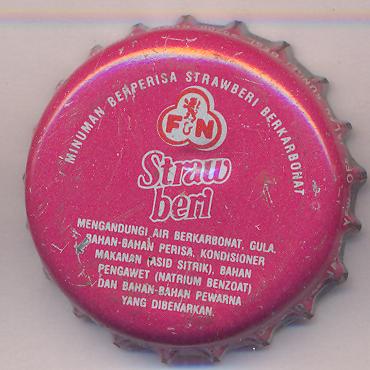 MINUMAN BERPERISA STRAWBERI BERKARBONAT
F&N
Straw
beri
MENGANDUNGI AIR BERKARBONAT, GULA,
BAHAN-BAHAN PERISA, KONDISIONER
MAKANAN (ASID SITRIK), BAHAN
PENGAWET (NATRIUM BENZOAT)
DAN BAHAN-BAHAN PEWARNA
YANG DIBENARKAN.